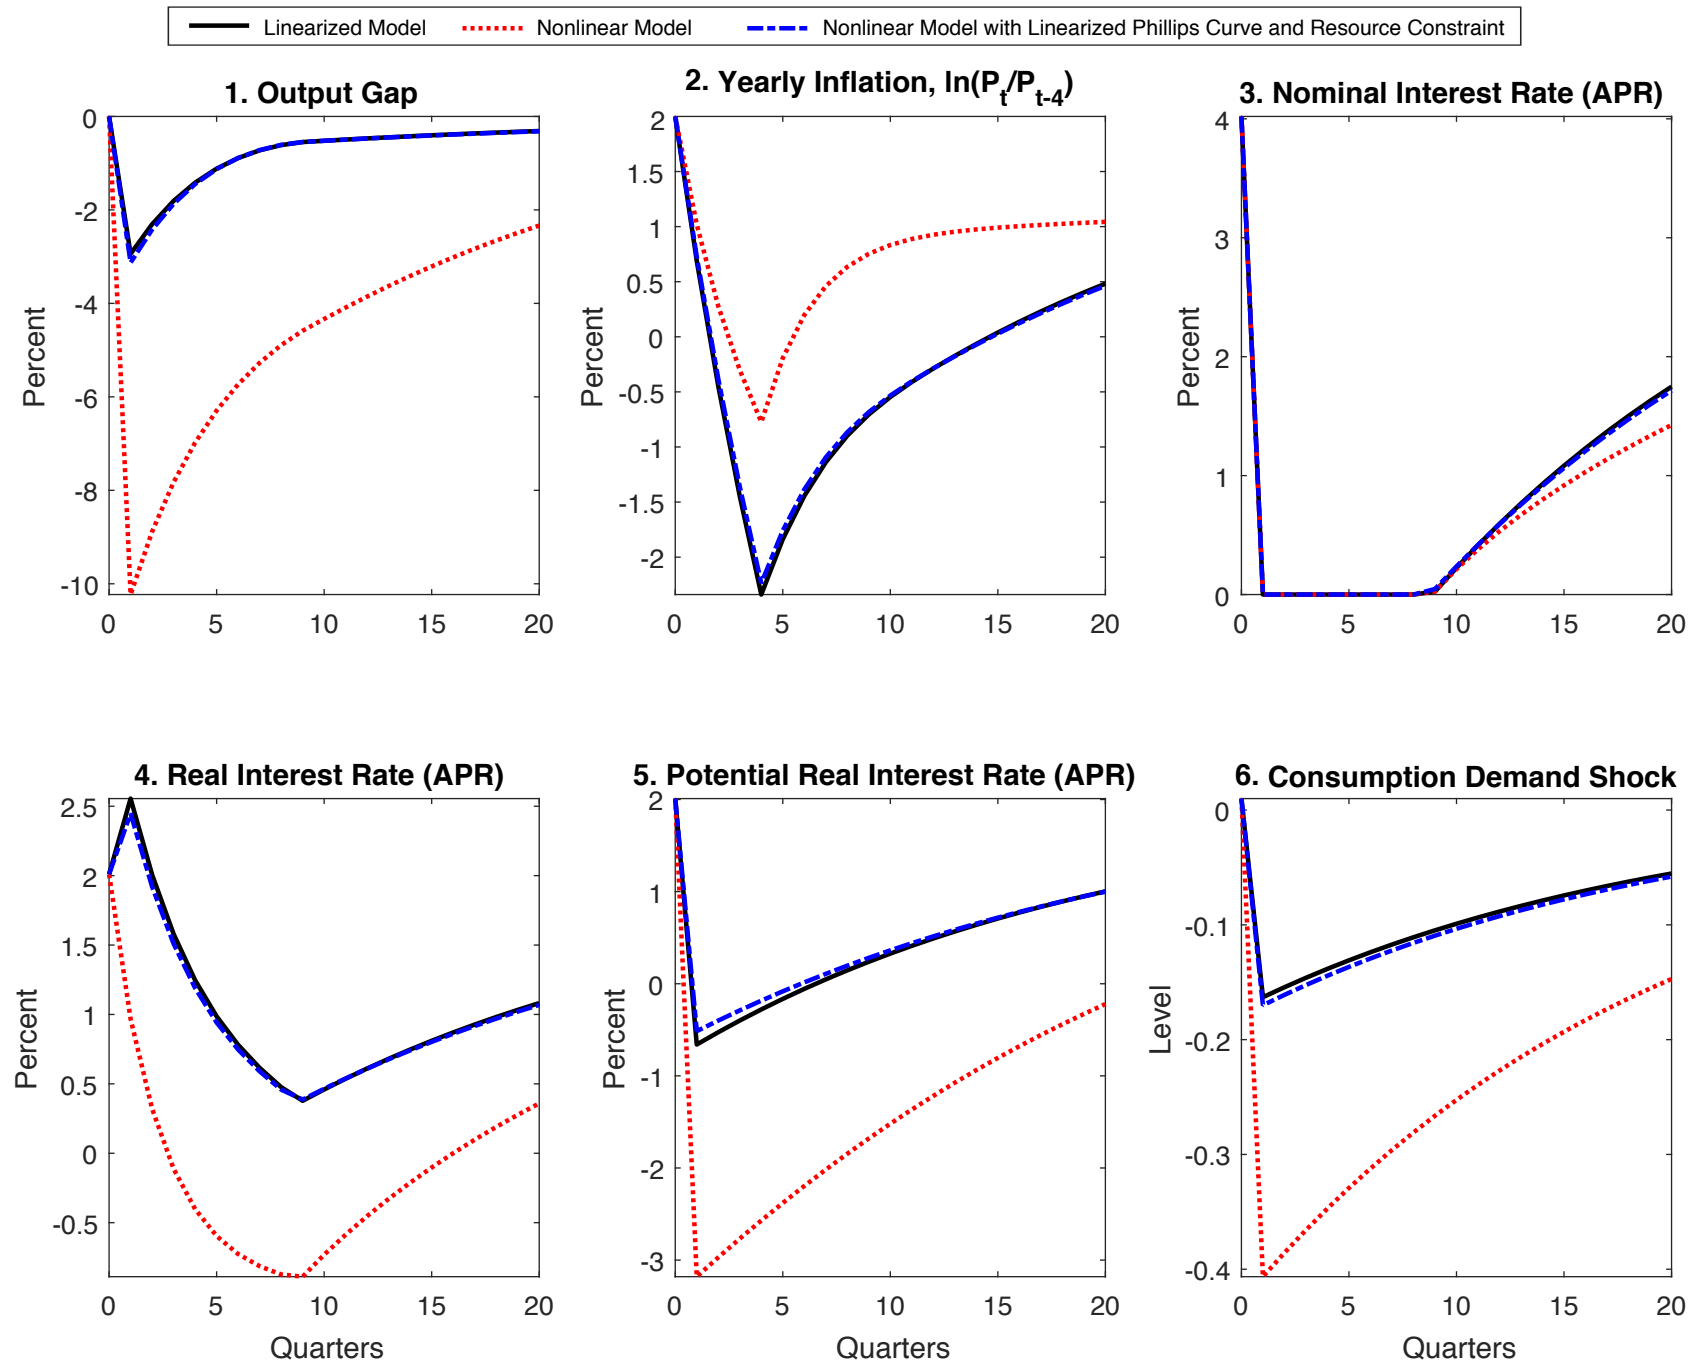 Linearized Model
Nonlinear Model
Nonlinear Model with Linearized Phillips Curve and Resource Constraint
1. Output Gap
Percent
0
-2
-4
-6
-8
-10
0 5 10 15 20
2. Yearly Inflation, ln(Pt/Pt-4)
Percent
2
1.5
1
0.5
0
-0.5
-1
-1.5
-2
0 5 10 15 20
3. Nominal Interest Rate (APR)
Percent
4
3
2
1
0
0 5 10 15 20
4. Real Interest Rate (APR)
Percent
2.5
2
1.5
1
0.5
0
-0.5
0 5 10 15 20
Quarters
5. Potential Real Interest Rate (APR)
Percent
2
1
0
-1
-2
-3
0 5 10 15 20
Quarters
6. Consumption Demand Shock
Level
0
-0.1
-0.2
-0.3
-0.4
0 5 10 15 20
Quarters